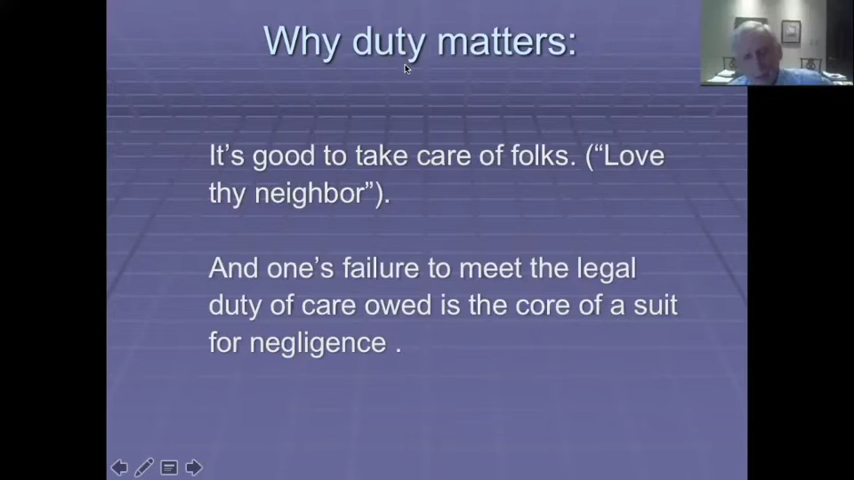 Why duty matters:
It's good to take care of folks. (“Love
thy neighbor”).
And one's failure to meet the legal
duty of care owed is the core of a suit
for negligence .